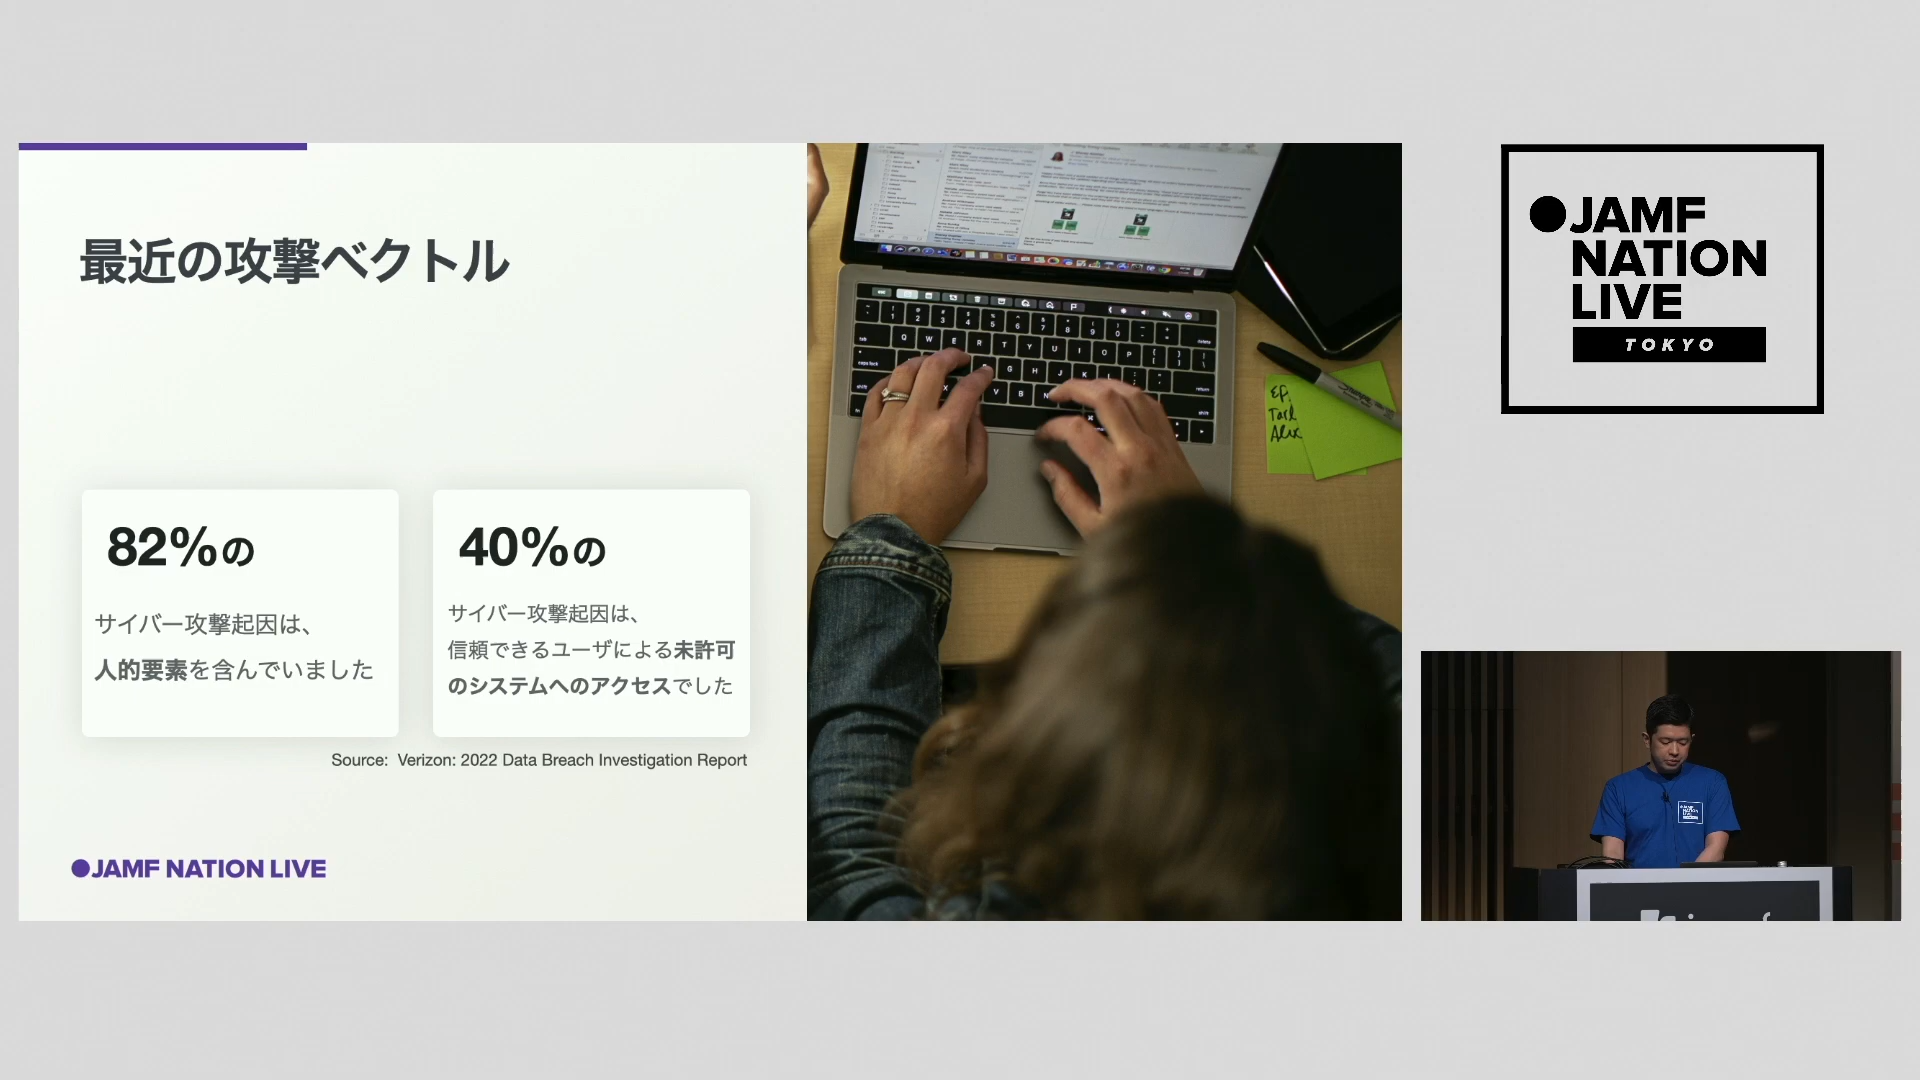 最近の攻撃ベクトル
82%の
サイバー攻撃起因は、
人的要素を含んでいました
40%の
サイバー攻撃起因は、
信頼できるユーザによる未許可
のシステムへのアクセスでした
Source: Verizon: 2022 Data Breach Investigation Report
JAMF NATION LIVE
JAMF
NATION
LIVE
TOKYO